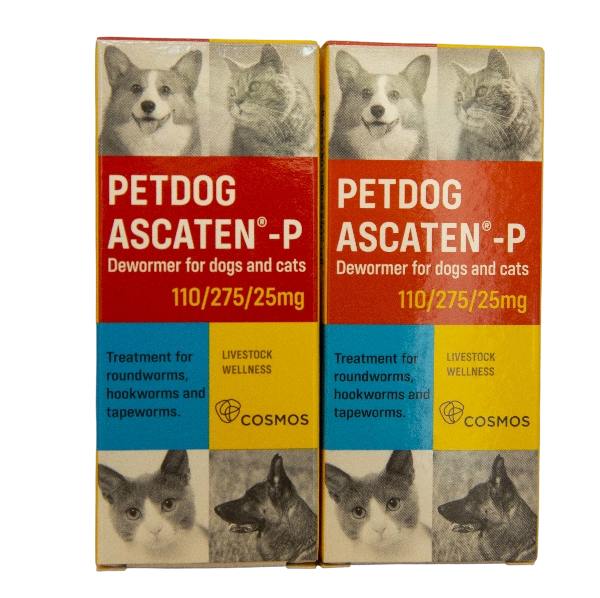 PETDOG
ASCATEN®-P
Dewormer for dogs and cats
110/275/25mg
Treatment for
roundworms,
hookworms and
tapeworms.
LIVESTOCK
WELLNESS
COSMOS
PETDOG
ASCATEN®-P
Dewormer for dogs and cats
110/275/25mg
Treatment for
roundworms,
hookworms and
tapeworms.
LIVESTOCK
WELLNESS
COSMOS